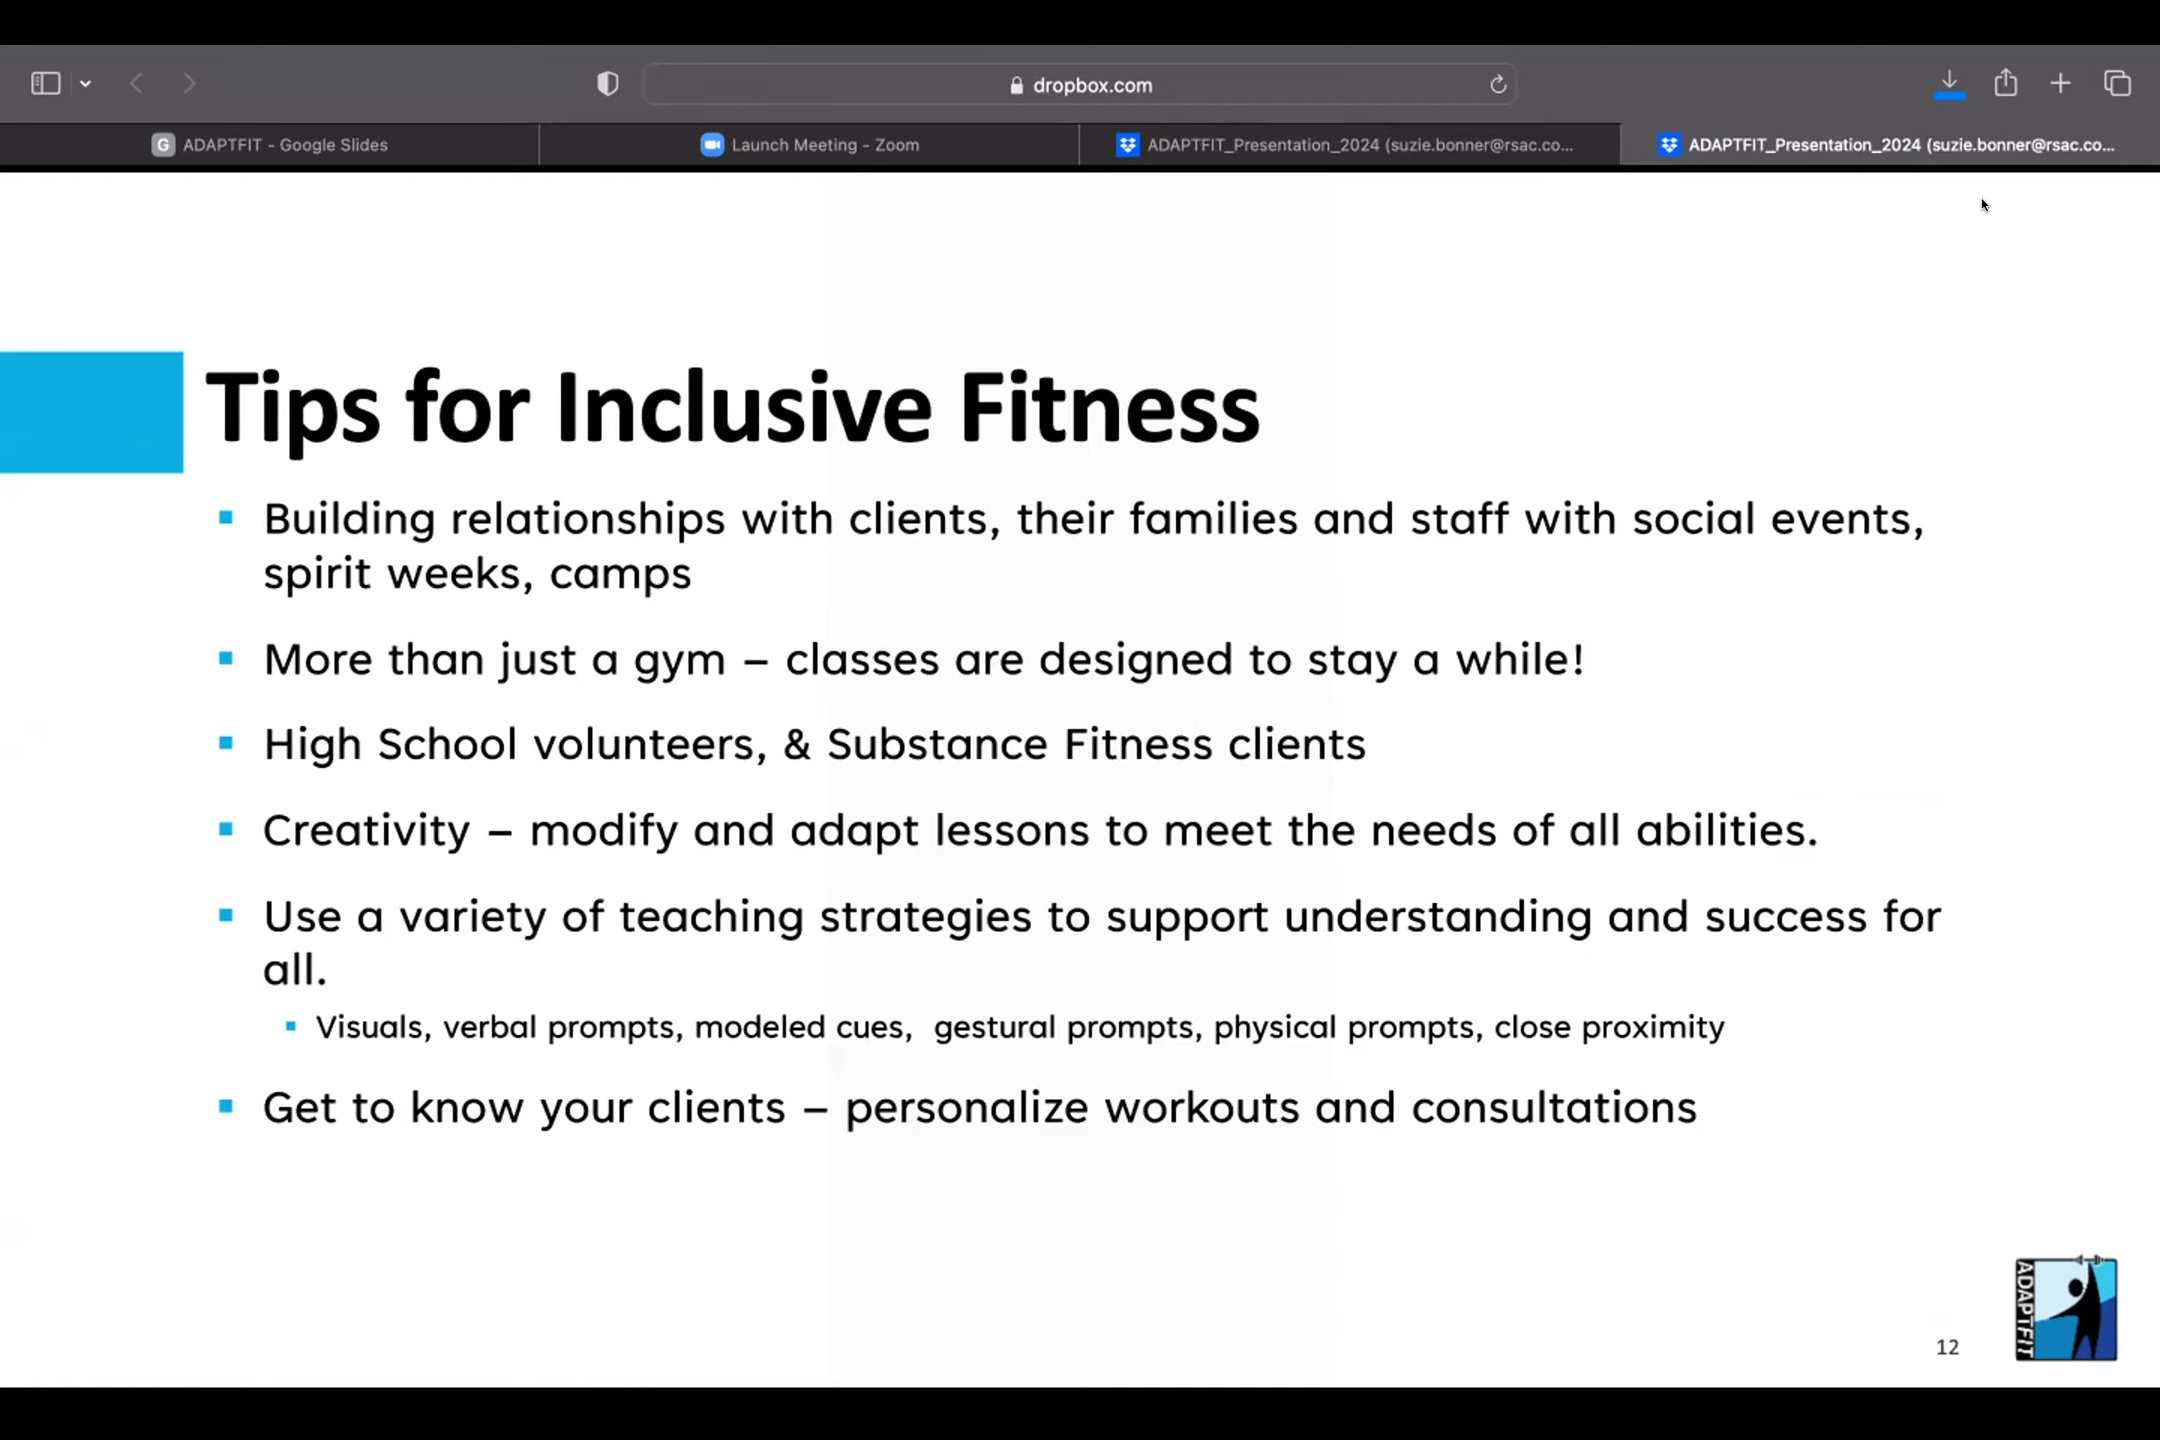 dropbox.com
G ADAPTFIT - Google Slides
Launch Meeting - Zoom
ADAPTFIT_Presentation_2024 (suzie.bonner@rsac.co...
ADAPTFIT_Presentation_2024 (suzie.bonner@rsac.co...
Tips for Inclusive Fitness
Building relationships with clients, their families and staff with social events,
spirit weeks, camps
More than just a gym – classes are designed to stay a while!
High School volunteers, & Substance Fitness clients
Creativity – modify and adapt lessons to meet the needs of all abilities.
Use a variety of teaching strategies to support understanding and success for
all.
Visuals, verbal prompts, modeled cues,  gestural prompts, physical prompts, close proximity
Get to know your clients – personalize workouts and consultations
ADAPTFIT
12